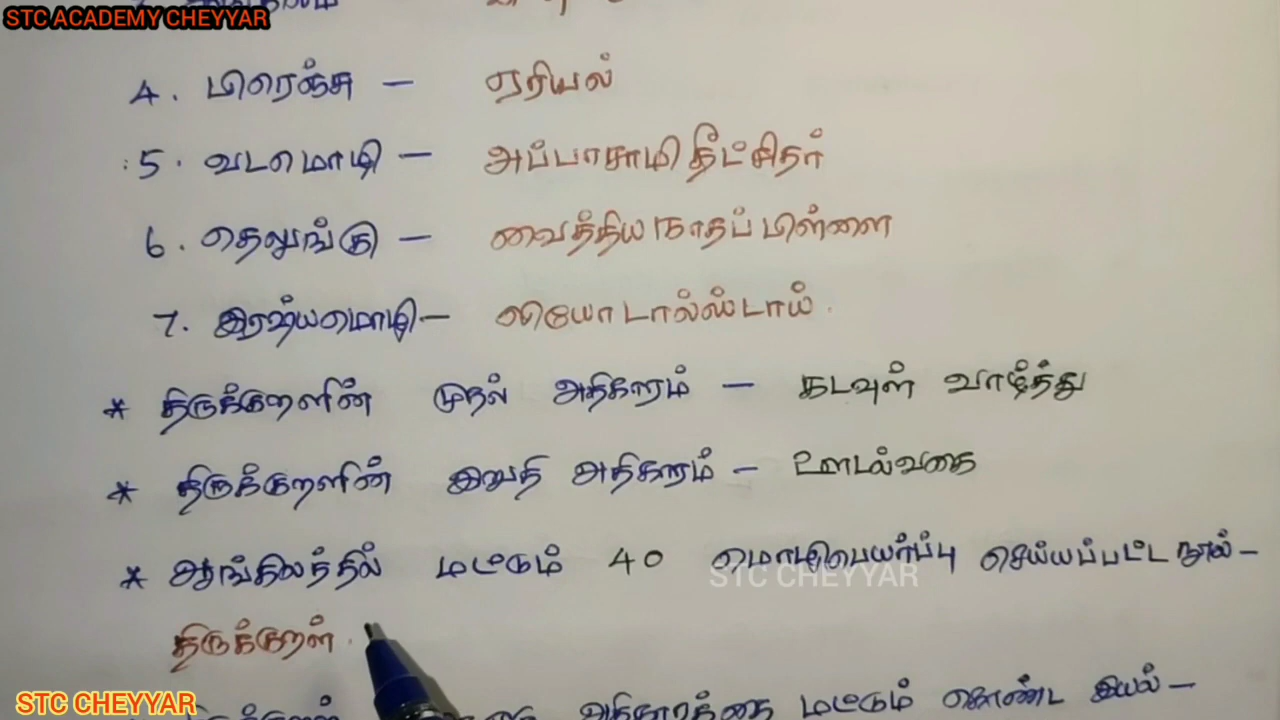 STC ACADEMY CHEYYAR
4. பிரெஞ்சு - ஏரியல்
5. வடமொழி - அப்பாசாமி தீட்சிதர்
6. தெலுங்கு - வைத்தியநாதப் பிள்ளை
7. இரஷ்யமொழி - லியோ டால்ஸ்டாய்.
* திருக்குறளின் முதல் அதிகாரம் - கடவுள் வாழ்த்து
* திருக்குறளின் இறுதி அதிகாரம் - ஊடல்வகை
* ஆங்கிலத்தில் மட்டும் 40 மொழிபெயர்ப்பு செய்யப்பட்ட நூல் -
STC CHEYYAR
திருக்குறள்.
அதிகாரத்தை மட்டும் கொண்ட இயல் -
STC CHEYYAR